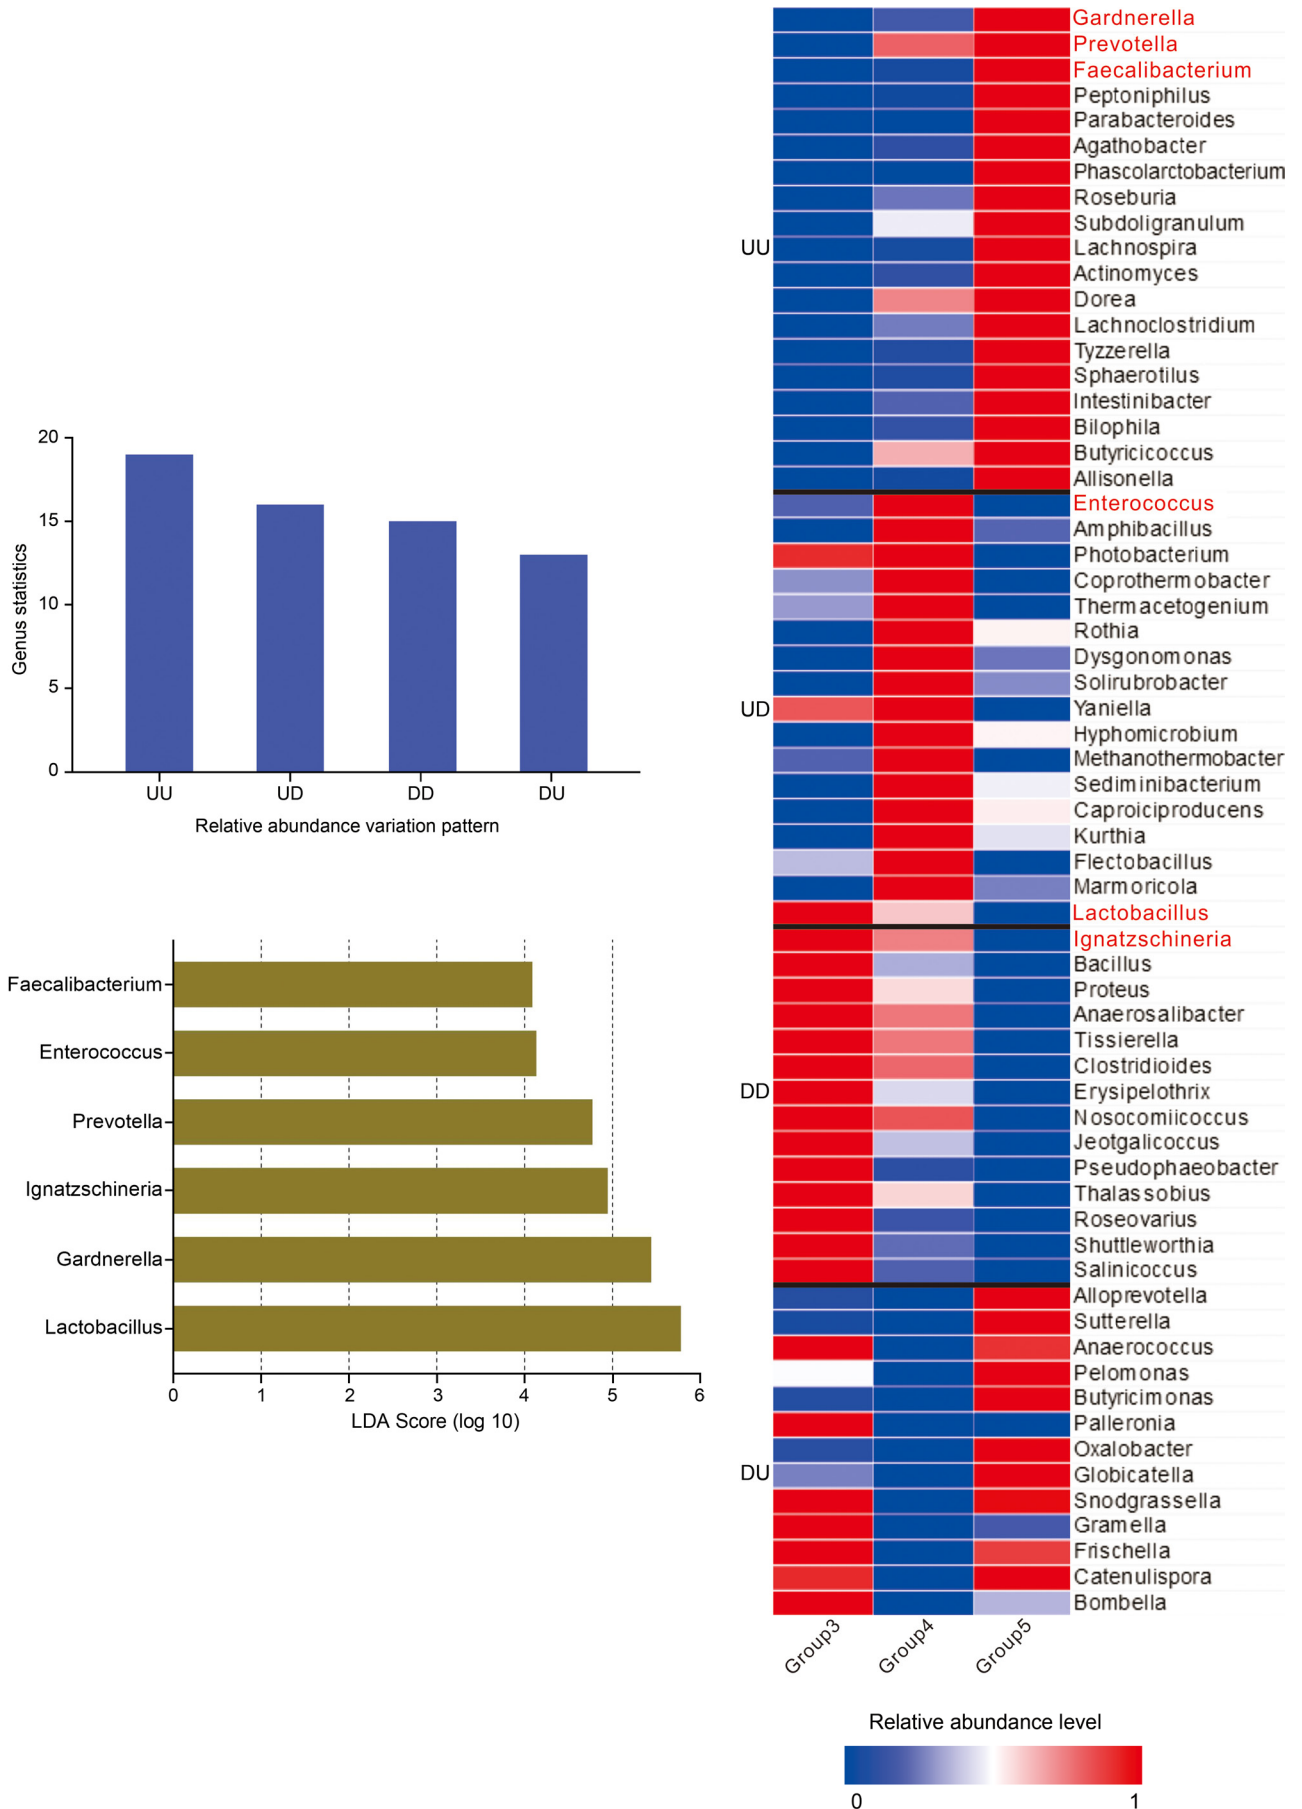 20
15
10
5
0
Genus statistics
UU
UD
DD
DU
Relative abundance variation pattern
Faecalibacterium
Enterococcus
Prevotella
Ignatzschineria
Gardnerella
Lactobacillus
0 1 2 3 4 5 6
LDA Score (log 10)
UU
UD
DD
DU
Gardnerella
Prevotella
Faecalibacterium
Peptoniphilus
Parabacteroides
Agathobacter
Phascolarctobacterium
Roseburia
Subdoligranulum
Lachnospira
Actinomyces
Dorea
Lachnoclostridium
Tyzzerella
Sphaerotilus
Intestinibacter
Bilophila
Butyricicoccus
Allisonella
Enterococcus
Amphibacillus
Photobacterium
Coprothermobacter
Thermacetogenium
Rothia
Dysgonomonas
Solirubrobacter
Yaniella
Hyphomicrobium
Methanothermobacter
Sediminibacterium
Caproiciproducens
Kurthia
Flectobacillus
Marmoricola
Lactobacillus
Ignatzschineria
Bacillus
Proteus
Anaerosalibacter
Tissierella
Clostridioides
Erysipelothrix
Nosocomiicoccus
Jeotgalicoccus
Pseudophaeobacter
Thalassobius
Roseovarius
Shuttleworthia
Salinicoccus
Alloprevotella
Sutterella
Anaerococcus
Pelomonas
Butyricimonas
Palleronia
Oxalobacter
Globicatella
Snodgrassella
Gramella
Frischella
Catenulispora
Bombella
Group3
Group4
Group5
Relative abundance level
0 1